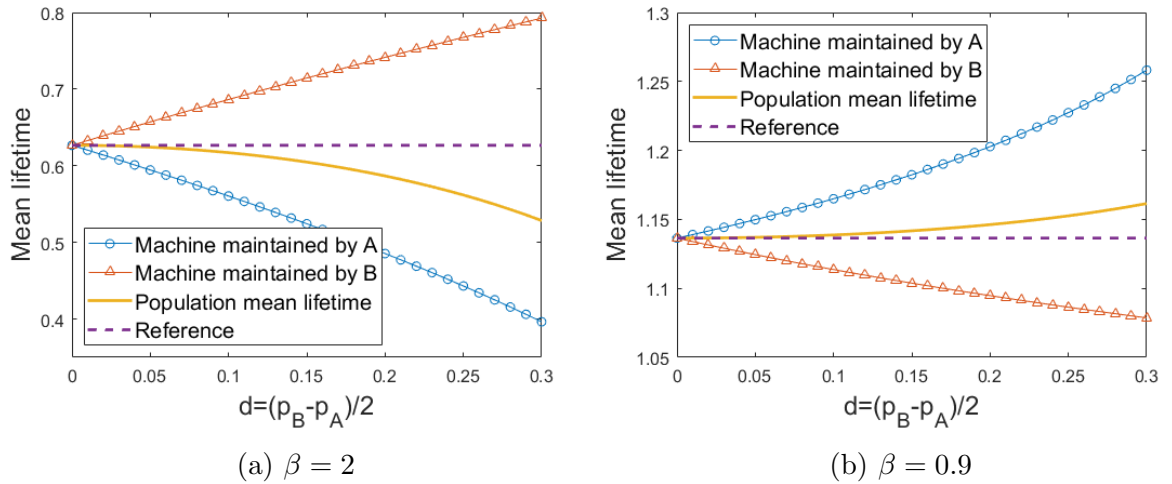 0.8
0.7
0.6
0.5
0.4
Mean lifetime
Machine maintained by A
Machine maintained by B
Population mean lifetime
Reference
0 0.05 0.1 0.15 0.2 0.25 0.3
d=(p_B-p_A)/2
(a) β = 2
1.3
1.25
1.2
1.15
1.1
1.05
Mean lifetime
Machine maintained by A
Machine maintained by B
Population mean lifetime
Reference
0 0.05 0.1 0.15 0.2 0.25 0.3
d=(p_B-p_A)/2
(b) β = 0.9